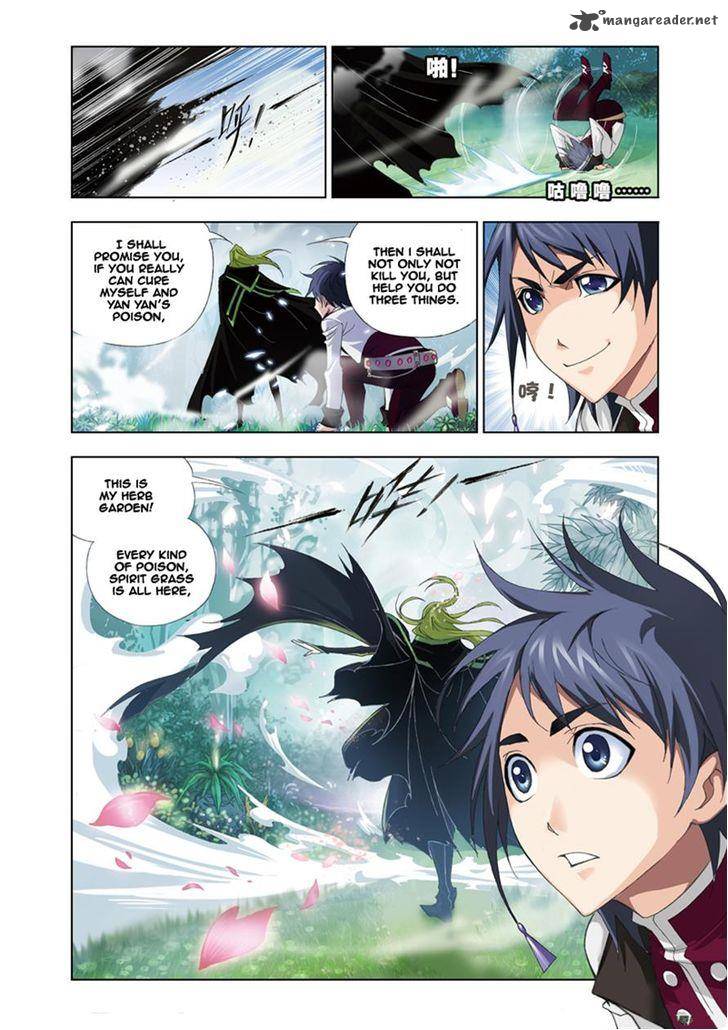 mangareader.net
呼！
啪！
咕噜噜……
I SHALL
PROMISE YOU,
IF YOU REALLY
CAN CURE
MYSELF AND
YAN YAN'S
POISON,
THEN I SHALL
NOT ONLY NOT
KILL YOU, BUT
HELP YOU DO
THREE THINGS.
哼！
THIS IS
MY HERB
GARDEN!
EVERY KIND
OF POISON,
SPIRIT GRASS
IS ALL HERE,